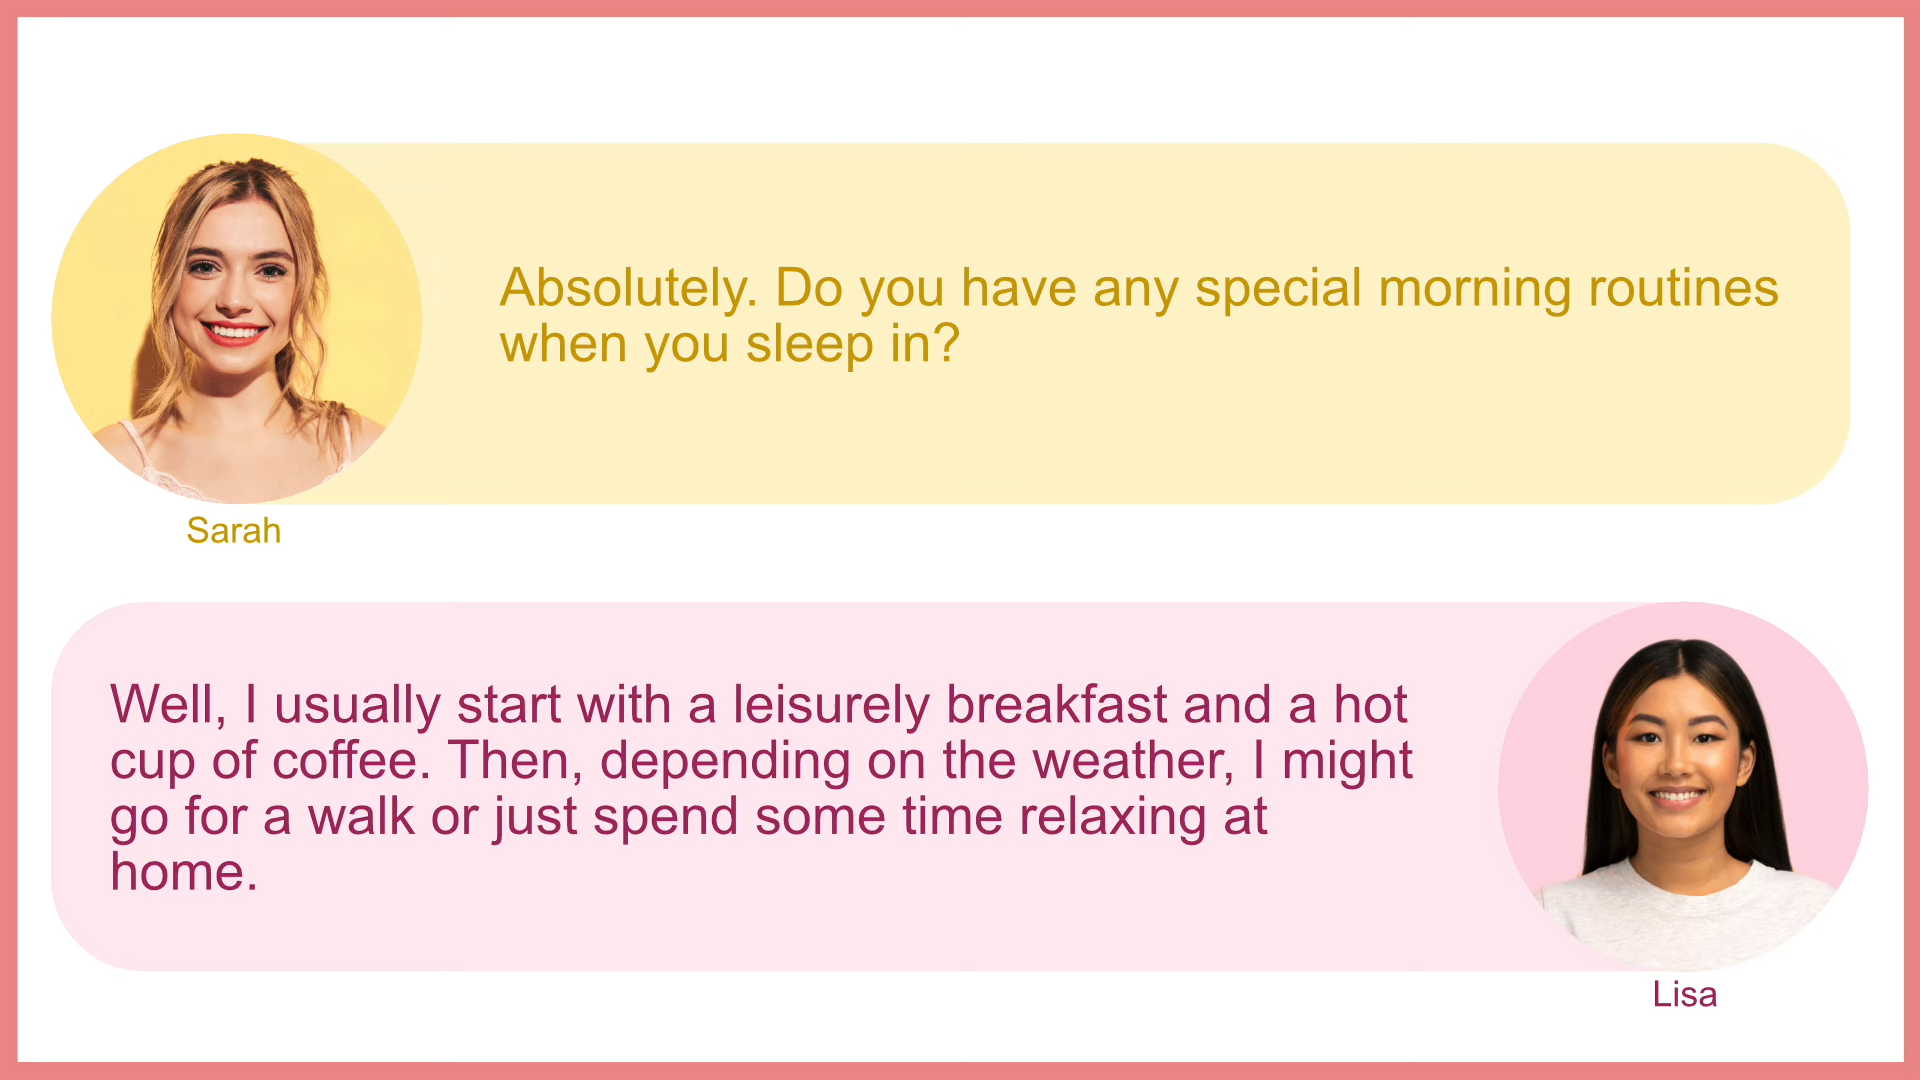 Absolutely. Do you have any special morning routines
when you sleep in?
Sarah
Well, I usually start with a leisurely breakfast and a hot
cup of coffee. Then, depending on the weather, I might
go for a walk or just spend some time relaxing at
home.
Lisa